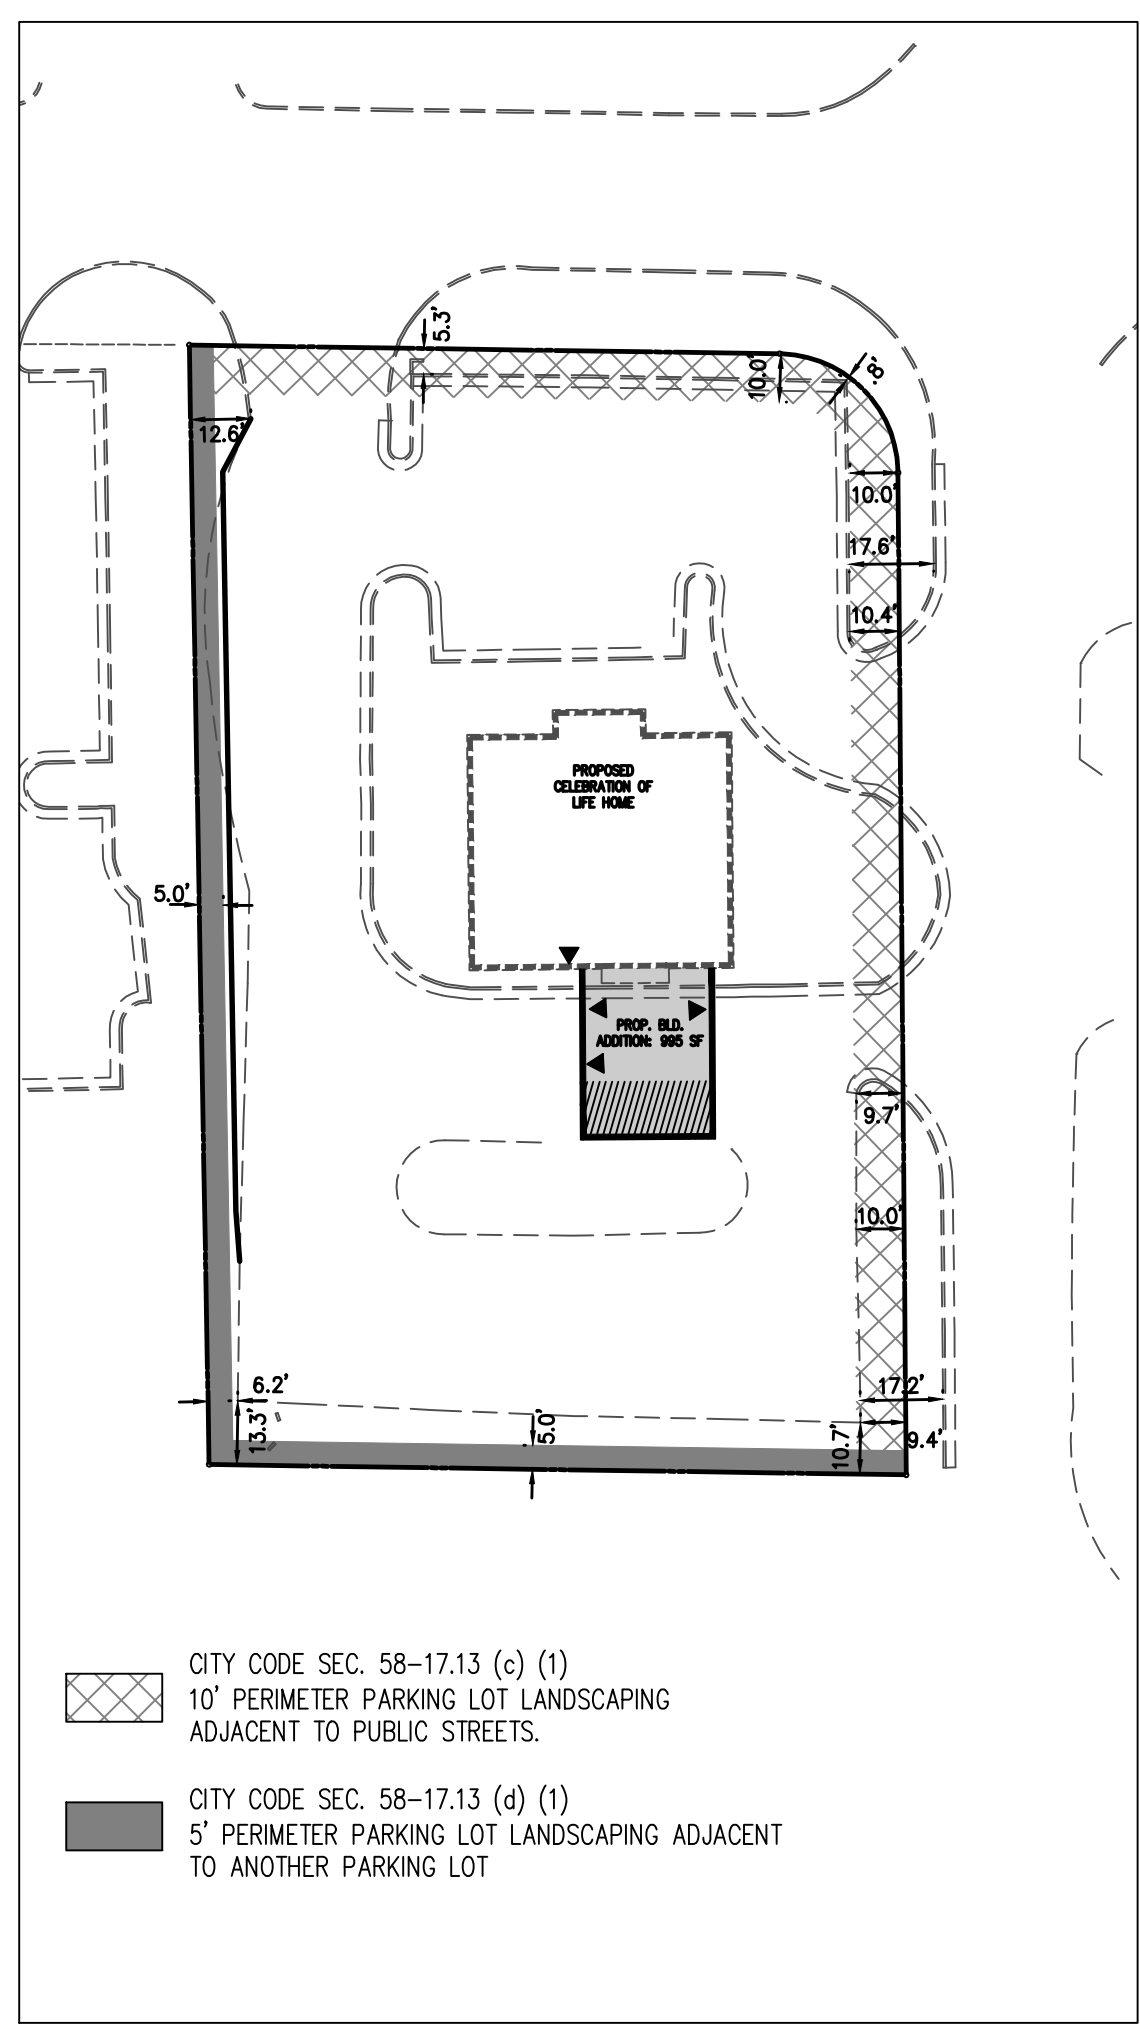 5.3'
10.0'
.8'
12.6'
10.0'
17.6'
10.4'
PROPOSED
CELEBRATION OF
LIFE HOME
5.0'
PROP. BLD.
ADDITION: 995 SF
9.7'
10.0'
6.2'
17.2'
13.3'
5.0'
10.7'
9.4'
CITY CODE SEC. 58-17.13 (c) (1)
10' PERIMETER PARKING LOT LANDSCAPING
ADJACENT TO PUBLIC STREETS.
CITY CODE SEC. 58-17.13 (d) (1)
5' PERIMETER PARKING LOT LANDSCAPING ADJACENT
TO ANOTHER PARKING LOT